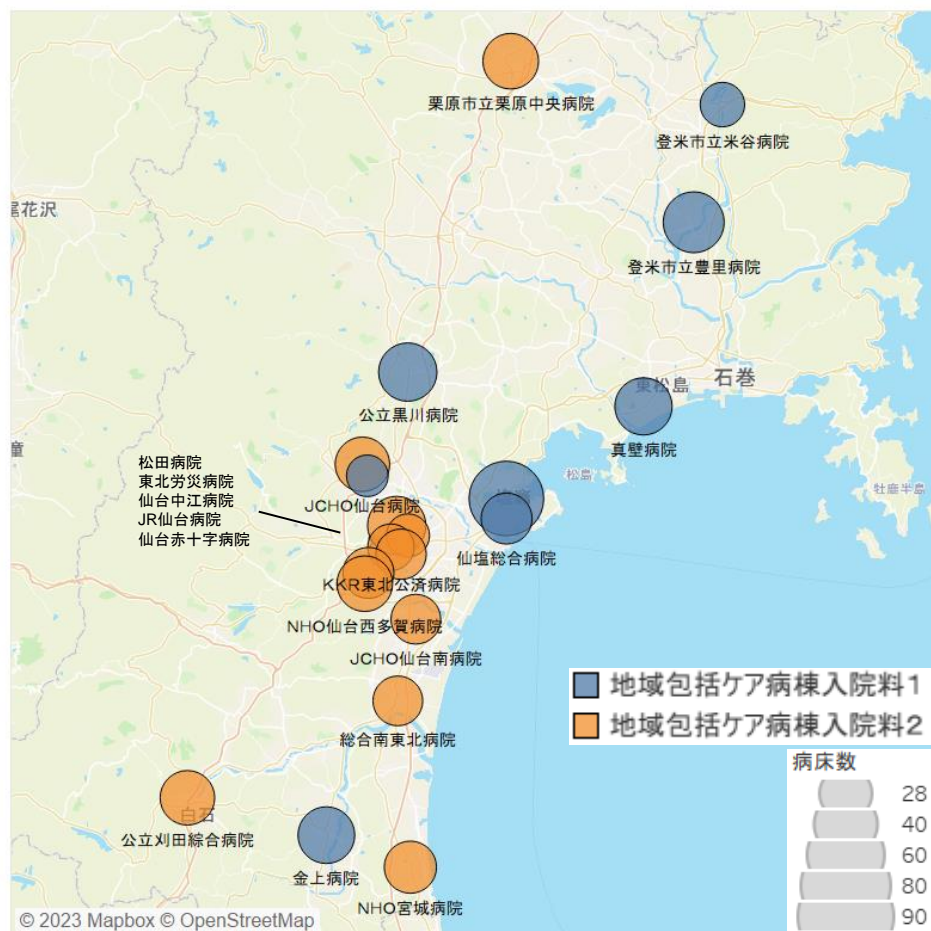 栗原市立栗原中央病院
登米市立米谷病院
尾花沢
登米市立豊里病院
石巻
東松島
公立黒川病院
真壁病院
童
松田病院
東北労災病院
仙台中江病院
JR仙台病院
仙台赤十字病院
松島
牡鹿半島
JCHO仙台病院
仙塩総合病院
KKR東北公済病院
NHO仙台西多賀病院
JCHO仙台南病院
地域包括ケア病棟入院料1
地域包括ケア病棟入院料2
総合南東北病院
病床数
28
40
60
80
90
白石
公立刈田綜合病院
金上病院
NHO宮城病院
© 2023 Mapbox © OpenStreetMap